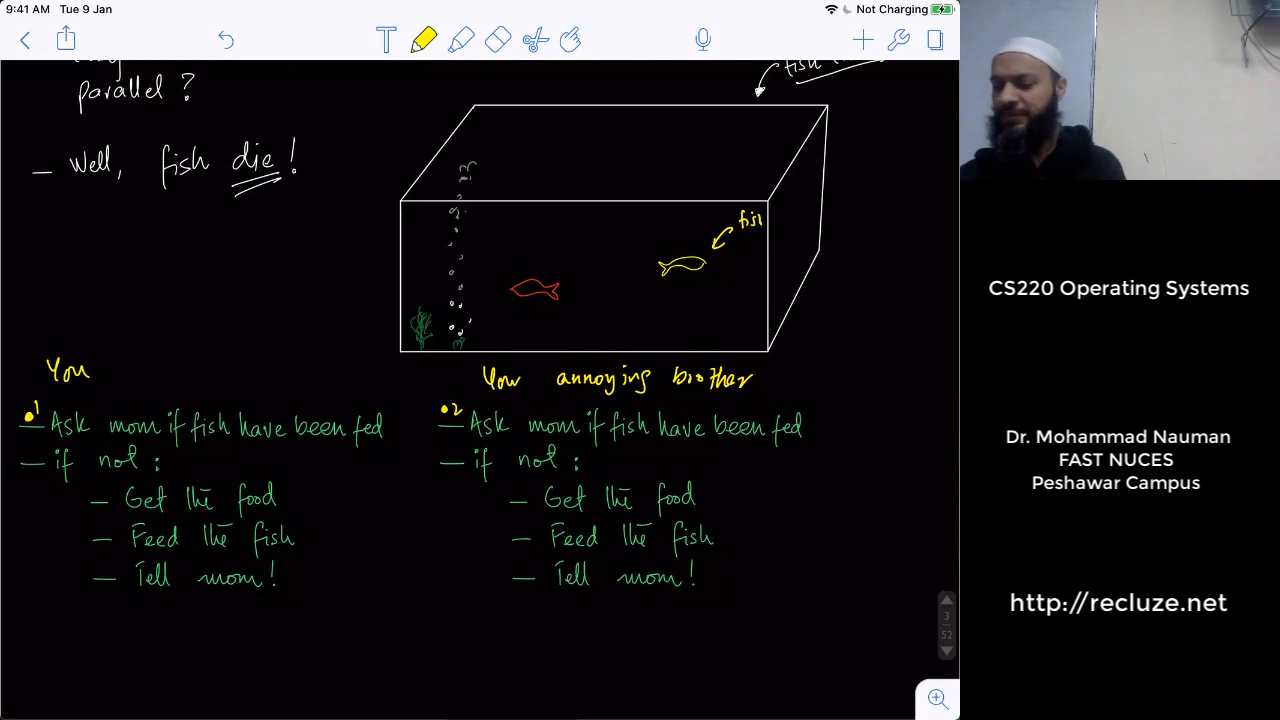 9:41 AM Tue 9 Jan
Not Charging
T
fish
parallel ?
– Well, fish die !
fish
You
Your annoying brother
1
2
– Ask mom if fish have been fed
– Ask mom if fish have been fed
– if not :
– if not :
– Get the food
– Get the food
– Feed the fish
– Feed the fish
– Tell mom !
– Tell mom !
3
52
CS220 Operating Systems
Dr. Mohammad Nauman
FAST NUCES
Peshawar Campus
http://recluze.net